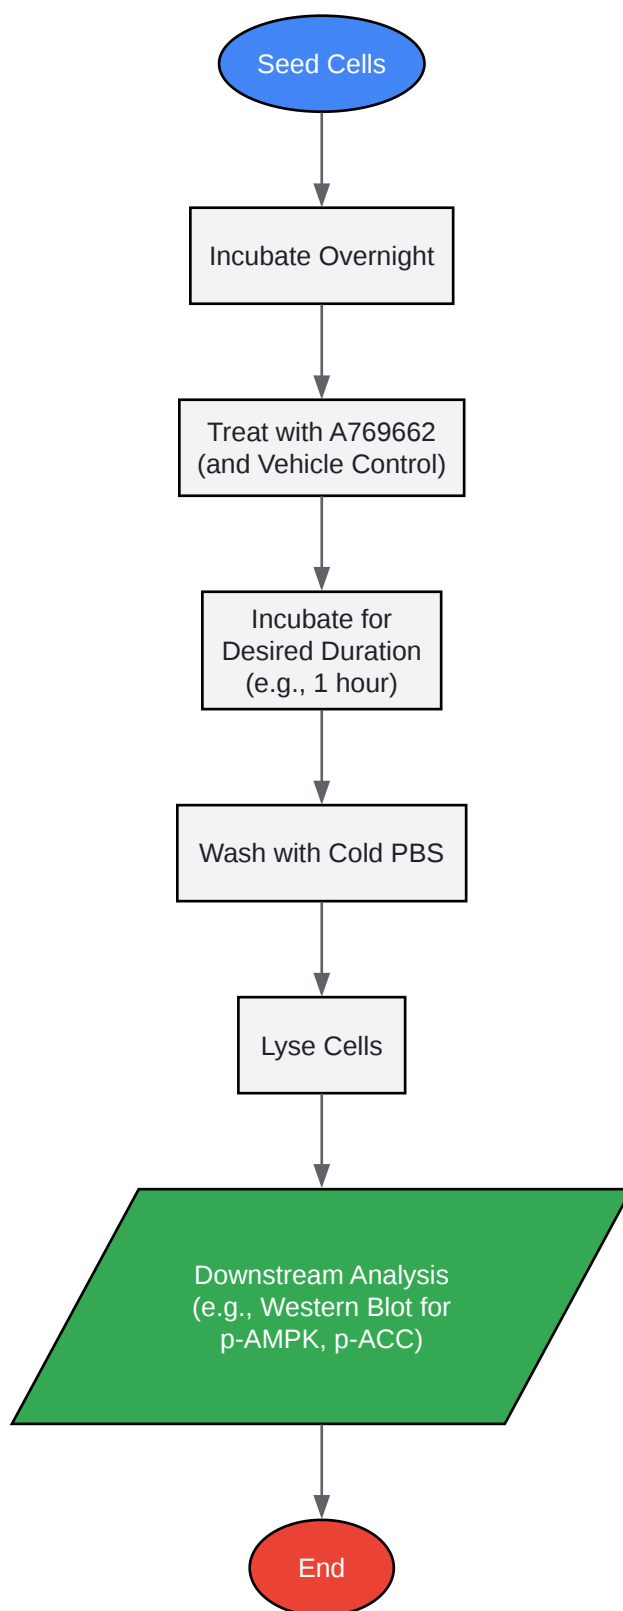 Seed Cells
Incubate Overnight
Treat with A769662
(and Vehicle Control)
Incubate for
Desired Duration
(e.g., 1 hour)
Wash with Cold PBS
Lyse Cells
Downstream Analysis
(e.g., Western Blot for
p-AMPK, p-ACC)
End